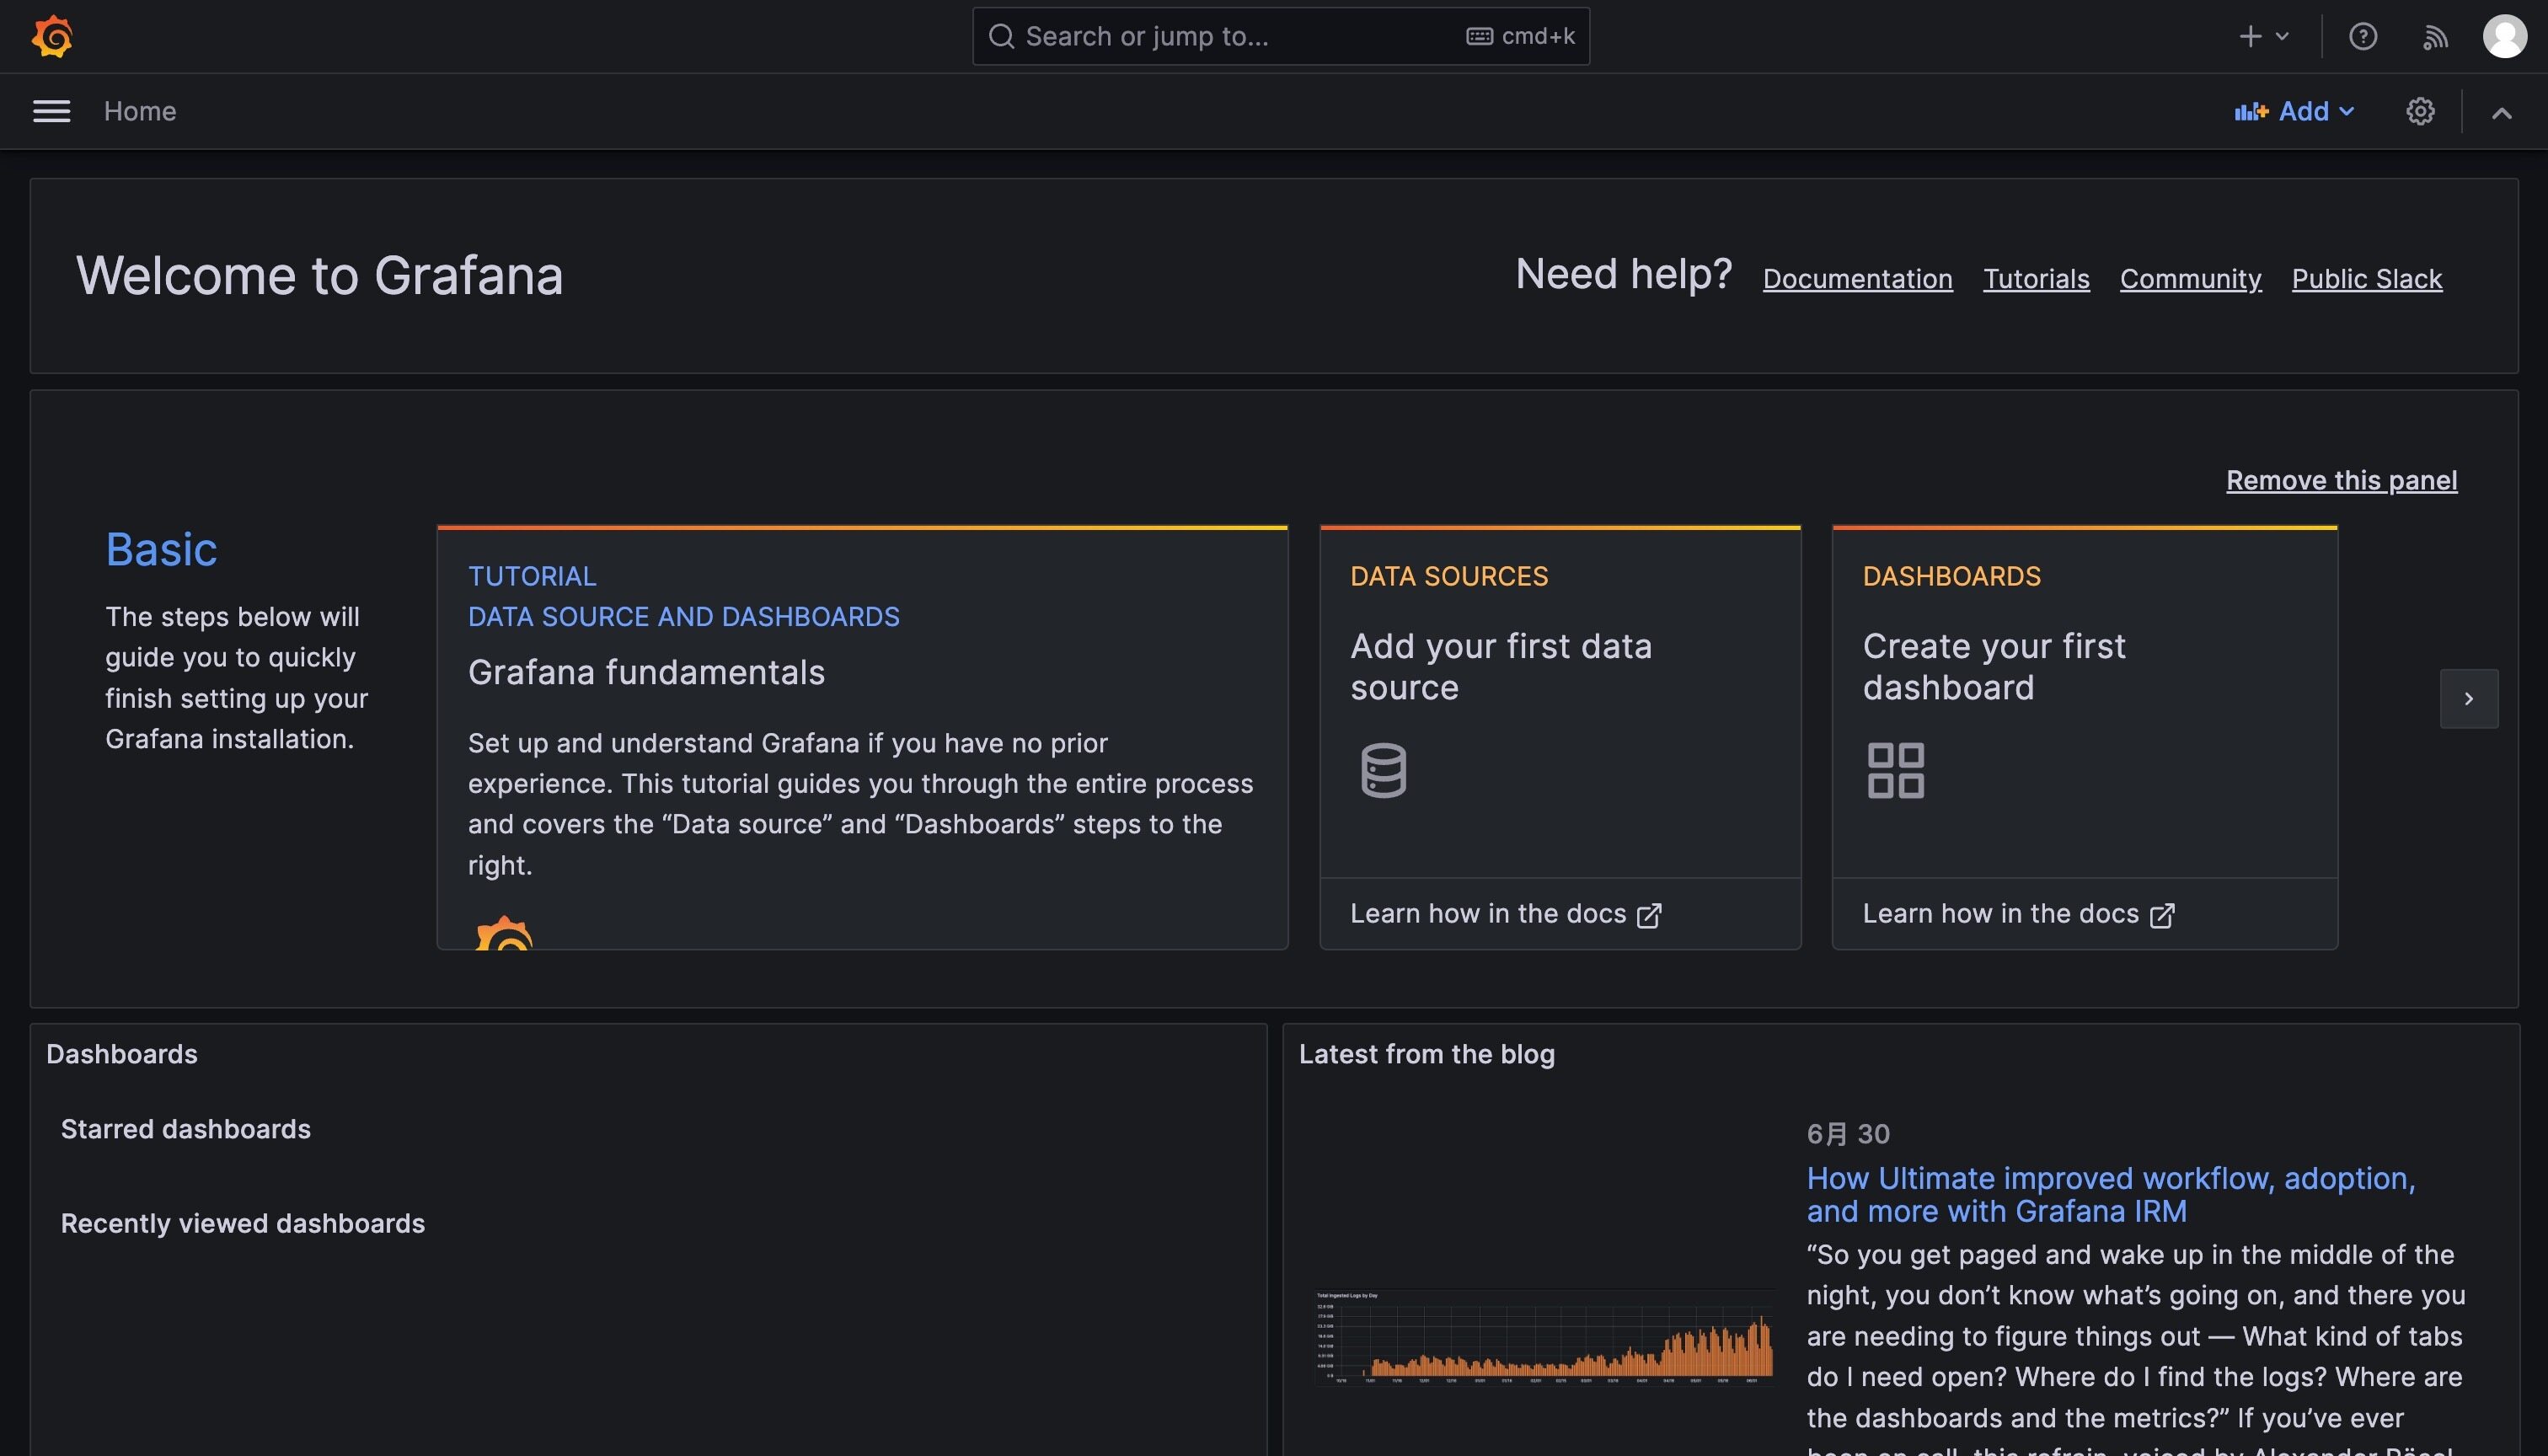 Search or jump to...
cmd+k
Home
Add
Welcome to Grafana
Need help?
Documentation
Tutorials
Community
Public Slack
Remove this panel
Basic
The steps below will
guide you to quickly
finish setting up your
Grafana installation.
TUTORIAL
DATA SOURCE AND DASHBOARDS
Grafana fundamentals
Set up and understand Grafana if you have no prior
experience. This tutorial guides you through the entire process
and covers the “Data source” and “Dashboards” steps to the
right.
DATA SOURCES
Add your first data
source
Learn how in the docs
DASHBOARDS
Create your first
dashboard
Learn how in the docs
Dashboards
Starred dashboards
Recently viewed dashboards
Latest from the blog
Total Ingested Logs by Day
6月 30
How Ultimate improved workflow, adoption,
and more with Grafana IRM
“So you get paged and wake up in the middle of the
night, you don’t know what’s going on, and there you
are needing to figure things out — What kind of tabs
do I need open? Where do I find the logs? Where are
the dashboards and the metrics?” If you’ve ever